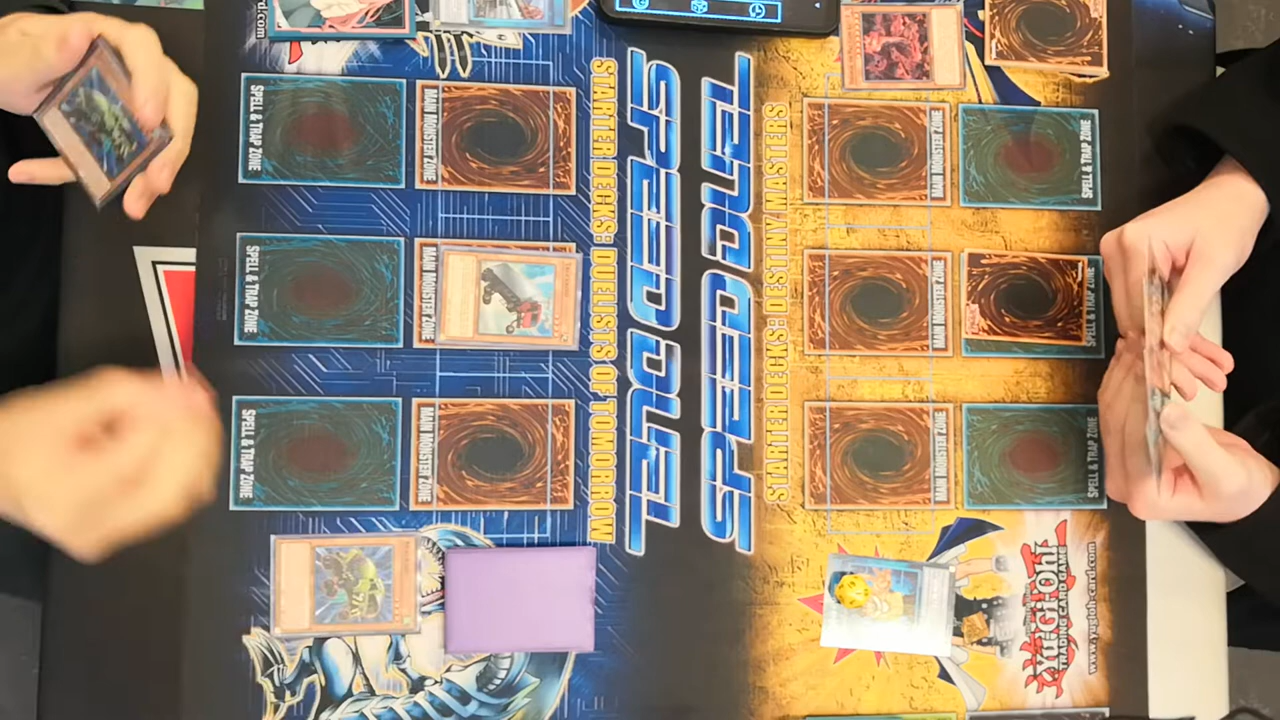 SPELL & TRAP ZONE
MAIN MONSTER ZONE
SPELL & TRAP ZONE
MAIN MONSTER ZONE
SPELL & TRAP ZONE
MAIN MONSTER ZONE
STARTER DECKS: DUELISTS OF TOMORROW
SPEED DUEL
SPEED DUEL
STARTER DECKS: DESTINY MASTERS
MAIN MONSTER ZONE
SPELL & TRAP ZONE
MAIN MONSTER ZONE
SPELL & TRAP ZONE
MAIN MONSTER ZONE
SPELL & TRAP ZONE
Yu-Gi-Oh!
TRADING CARD GAME
www.yugioh-card.com
rd.com